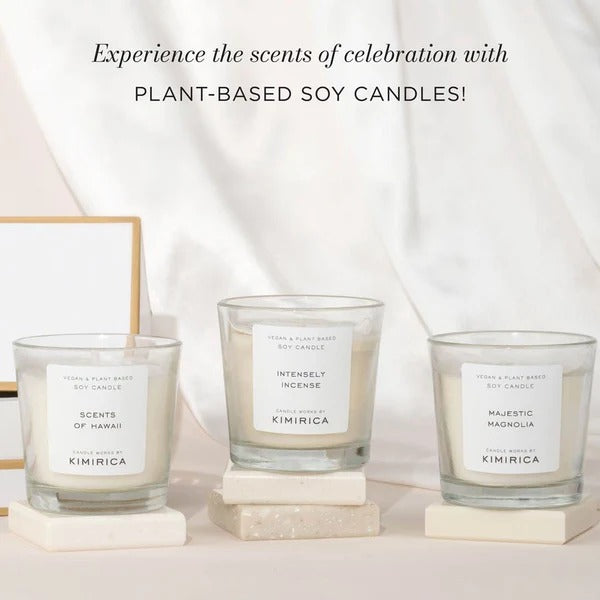 Experience the scents of celebration with
PLANT-BASED SOY CANDLES!
VEGAN & PLANT BASED
SOY CANDLE
SCENTS
OF HAWAII
CANDLE WORKS BY
KIMIRICA
VEGAN & PLANT BASED
SOY CANDLE
INTENSELY
INCENSE
CANDLE WORKS BY
KIMIRICA
VEGAN & PLANT BASED
SOY CANDLE
MAJESTIC
MAGNOLIA
CANDLE WORKS BY
KIMIRICA